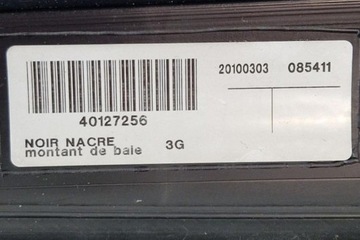 20100303 085411
40127256
NOIR NACRE 3G
montant de baie